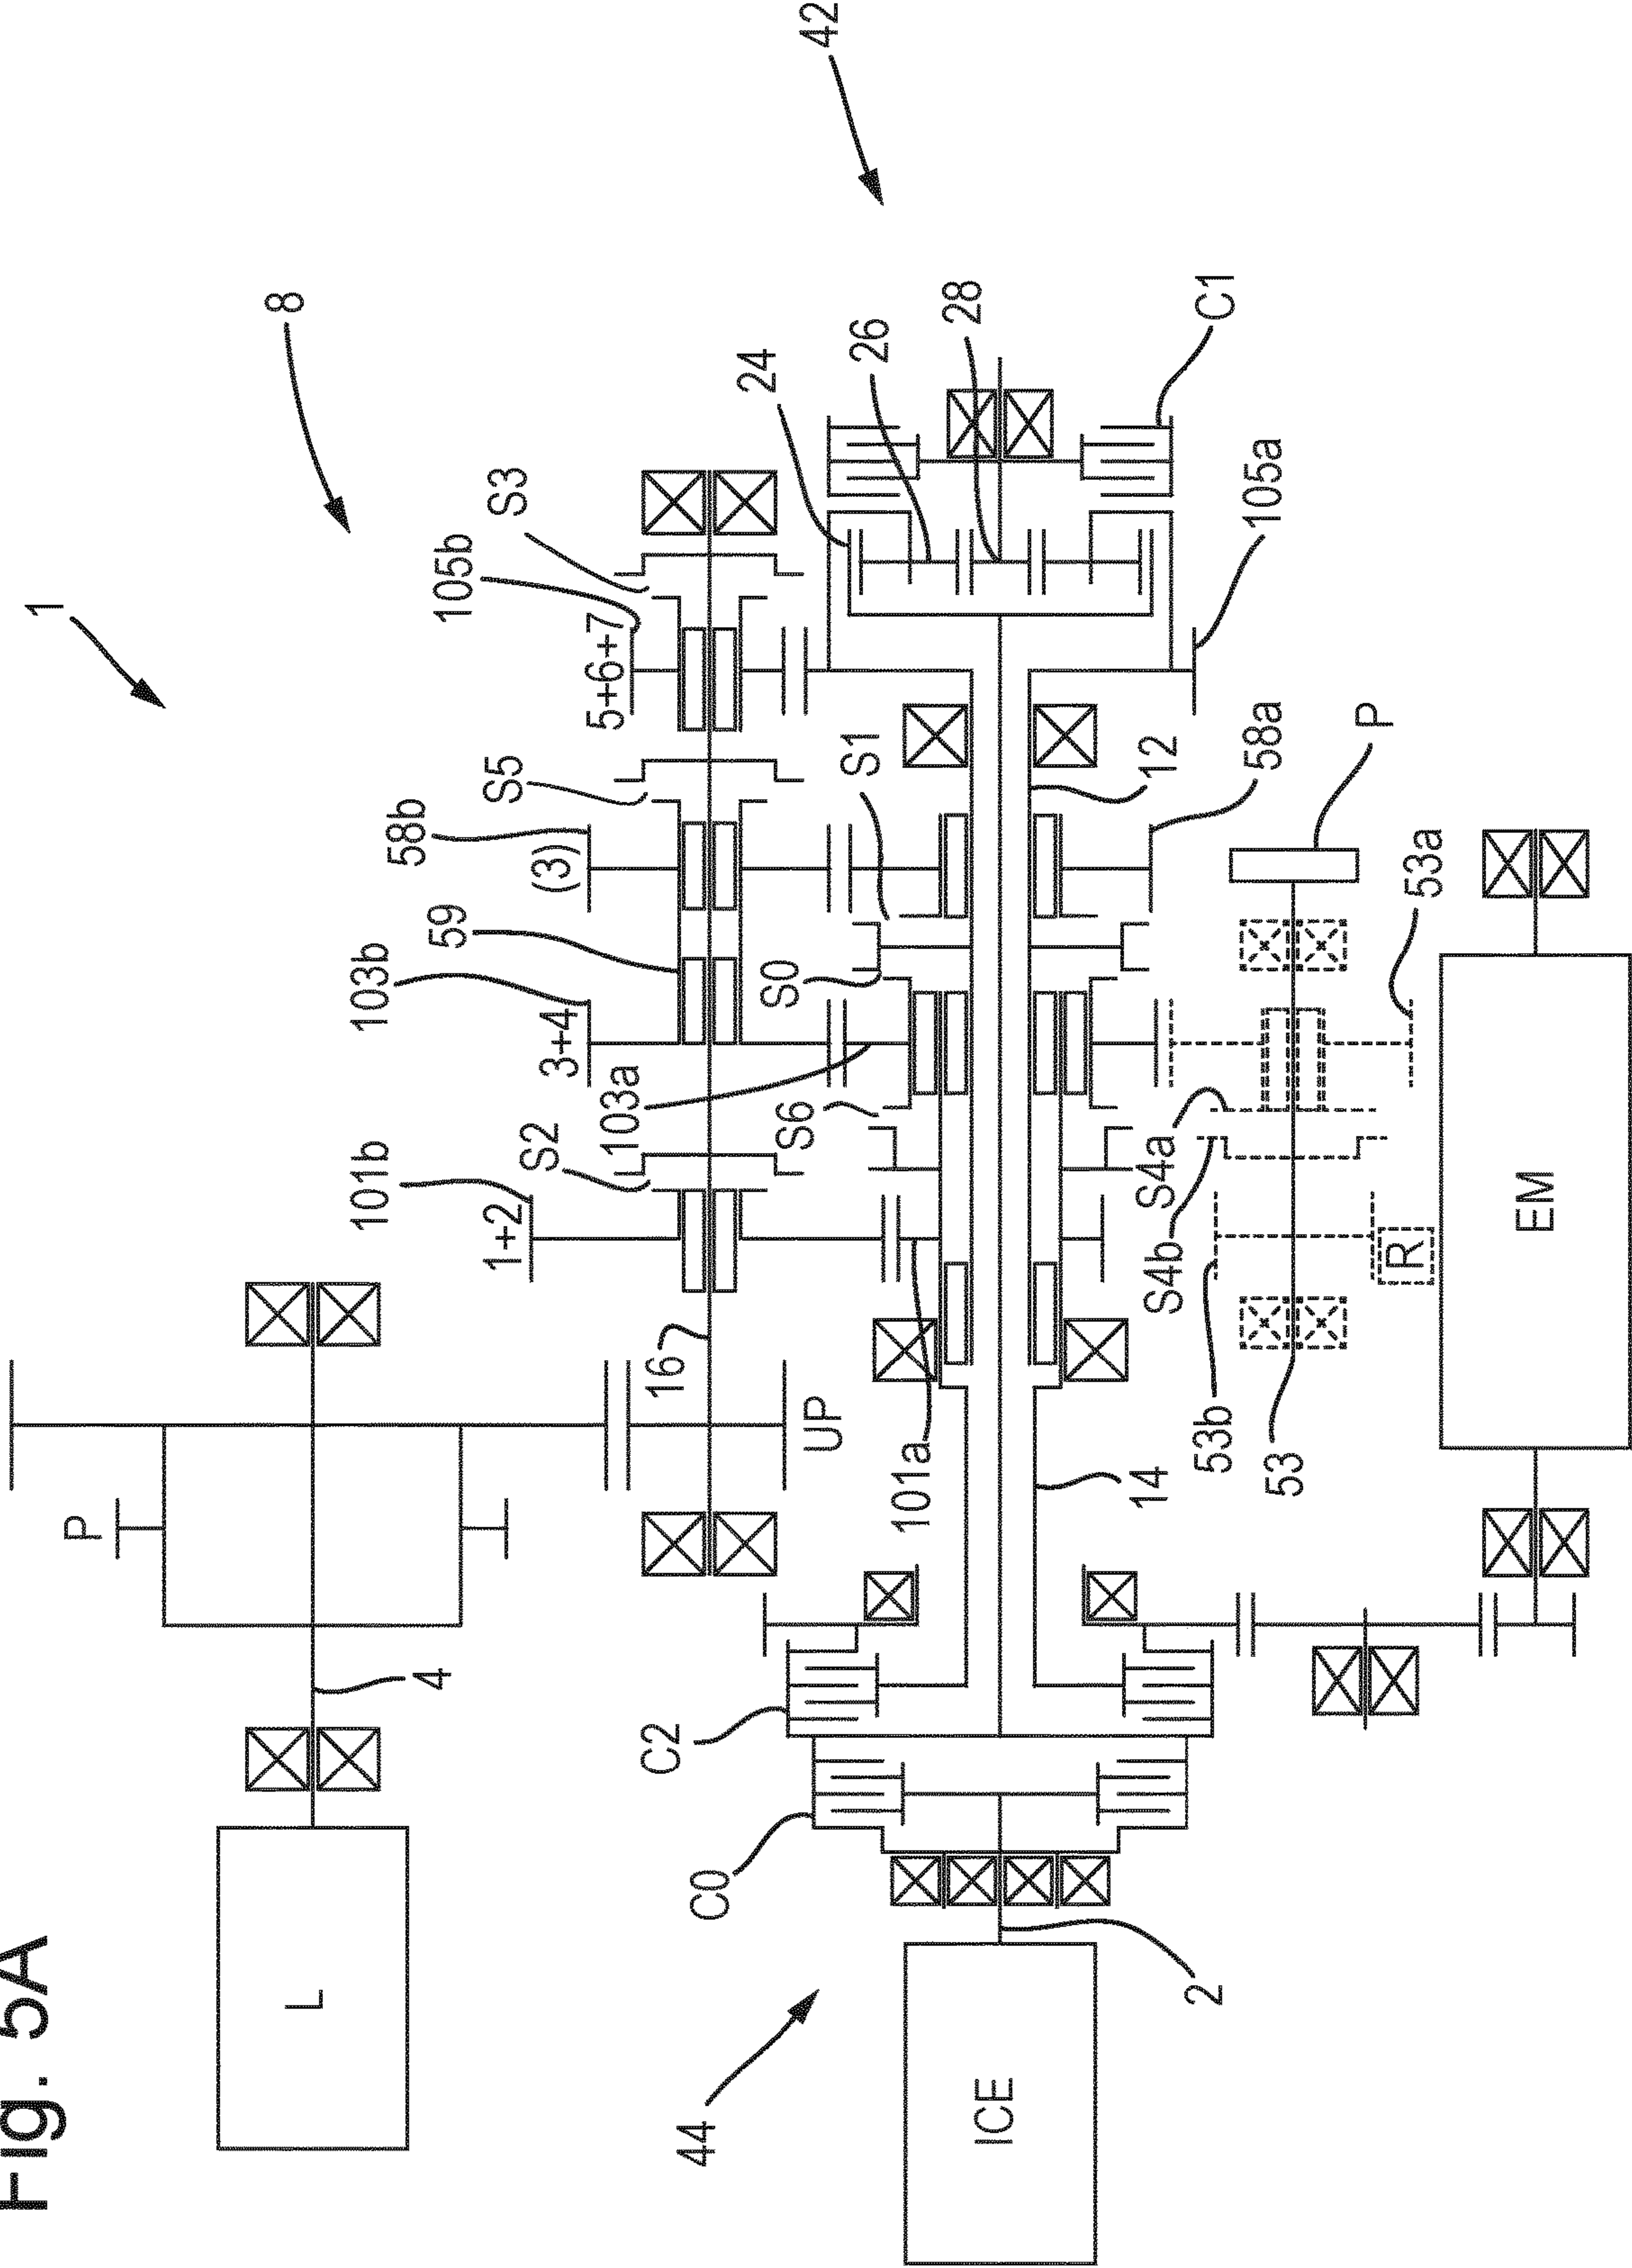 Fig. 5A
1
8
42
44
L
4
P
UP
16
101b
1+2
S2
103b
3+4
59
58b
(3)
S5
105b
5+6+7
S3
24
26
28
C1
105a
S1
S0
103a
S6
101a
12
58a
P
14
C2
C0
ICE
2
S4a
S4b
53b
53
53a
R
EM